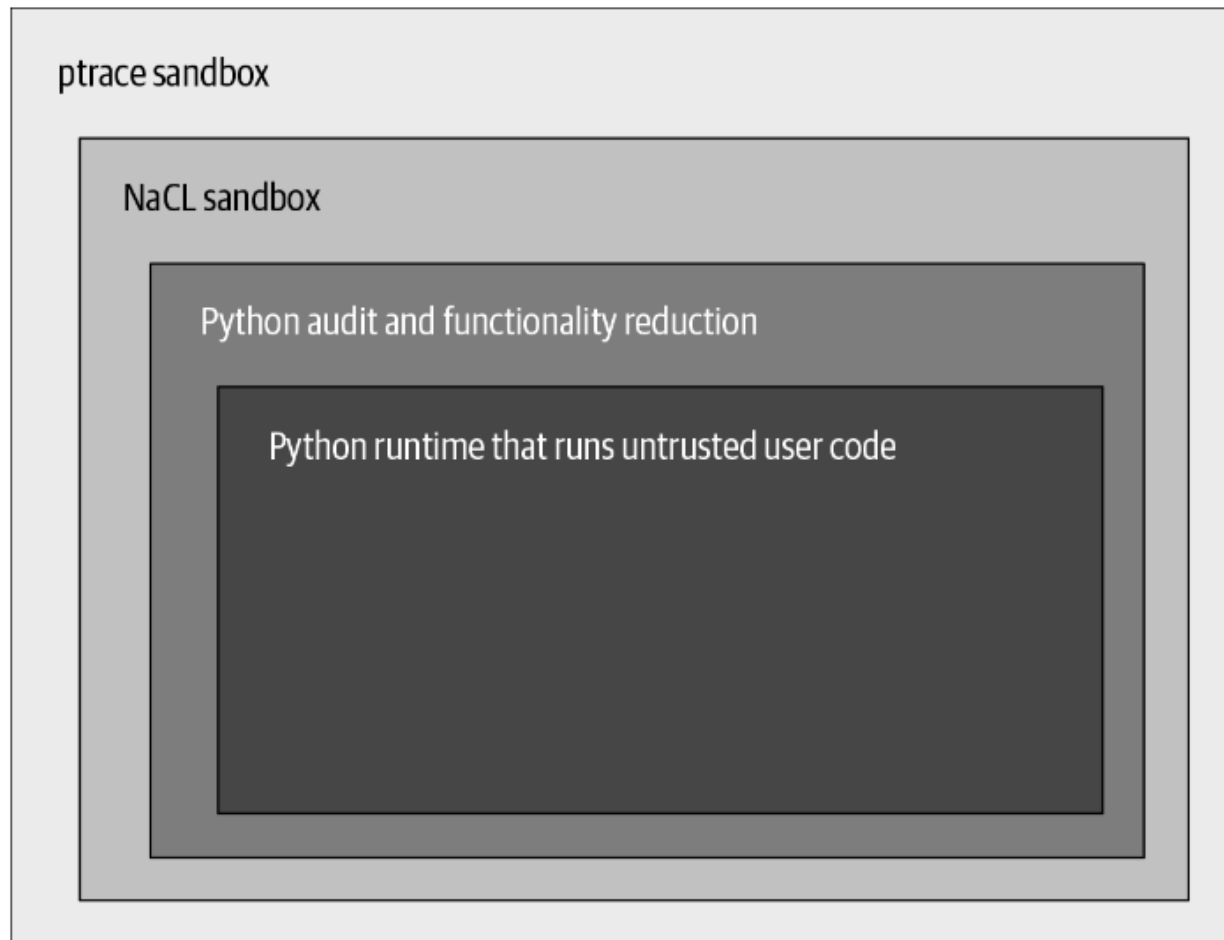 ptrace sandbox
NaCL sandbox
Python audit and functionality reduction
Python runtime that runs untrusted user code